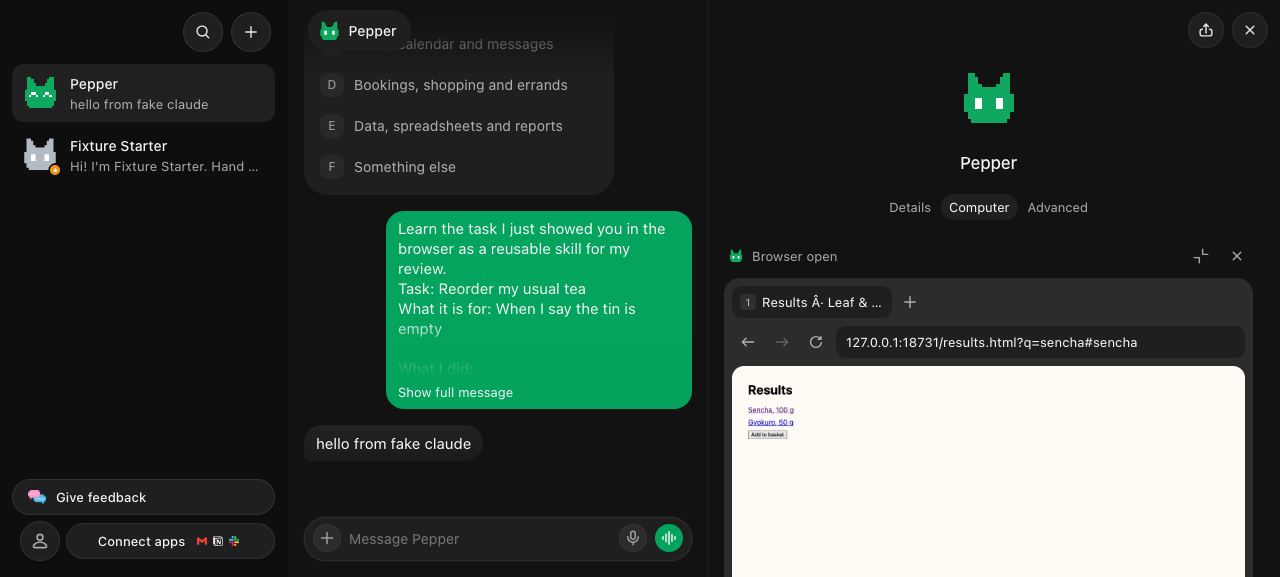 Pepper
hello from fake claude
Fixture Starter
Hi! I'm Fixture Starter. Hand ...
Give feedback
Connect apps
Pepper
calendar and messages
D Bookings, shopping and errands
E Data, spreadsheets and reports
F Something else
Learn the task I just showed you in the
browser as a reusable skill for my
review.
Task: Reorder my usual tea
What it is for: When I say the tin is
empty
What I did:
Show full message
hello from fake claude
Message Pepper
Pepper
Details Computer Advanced
Browser open
1 Results Â· Leaf & ...
127.0.0.1:18731/results.html?q=sencha#sencha
Results
Sencha, 100 g
Gyokuro, 50 g
Add to basket